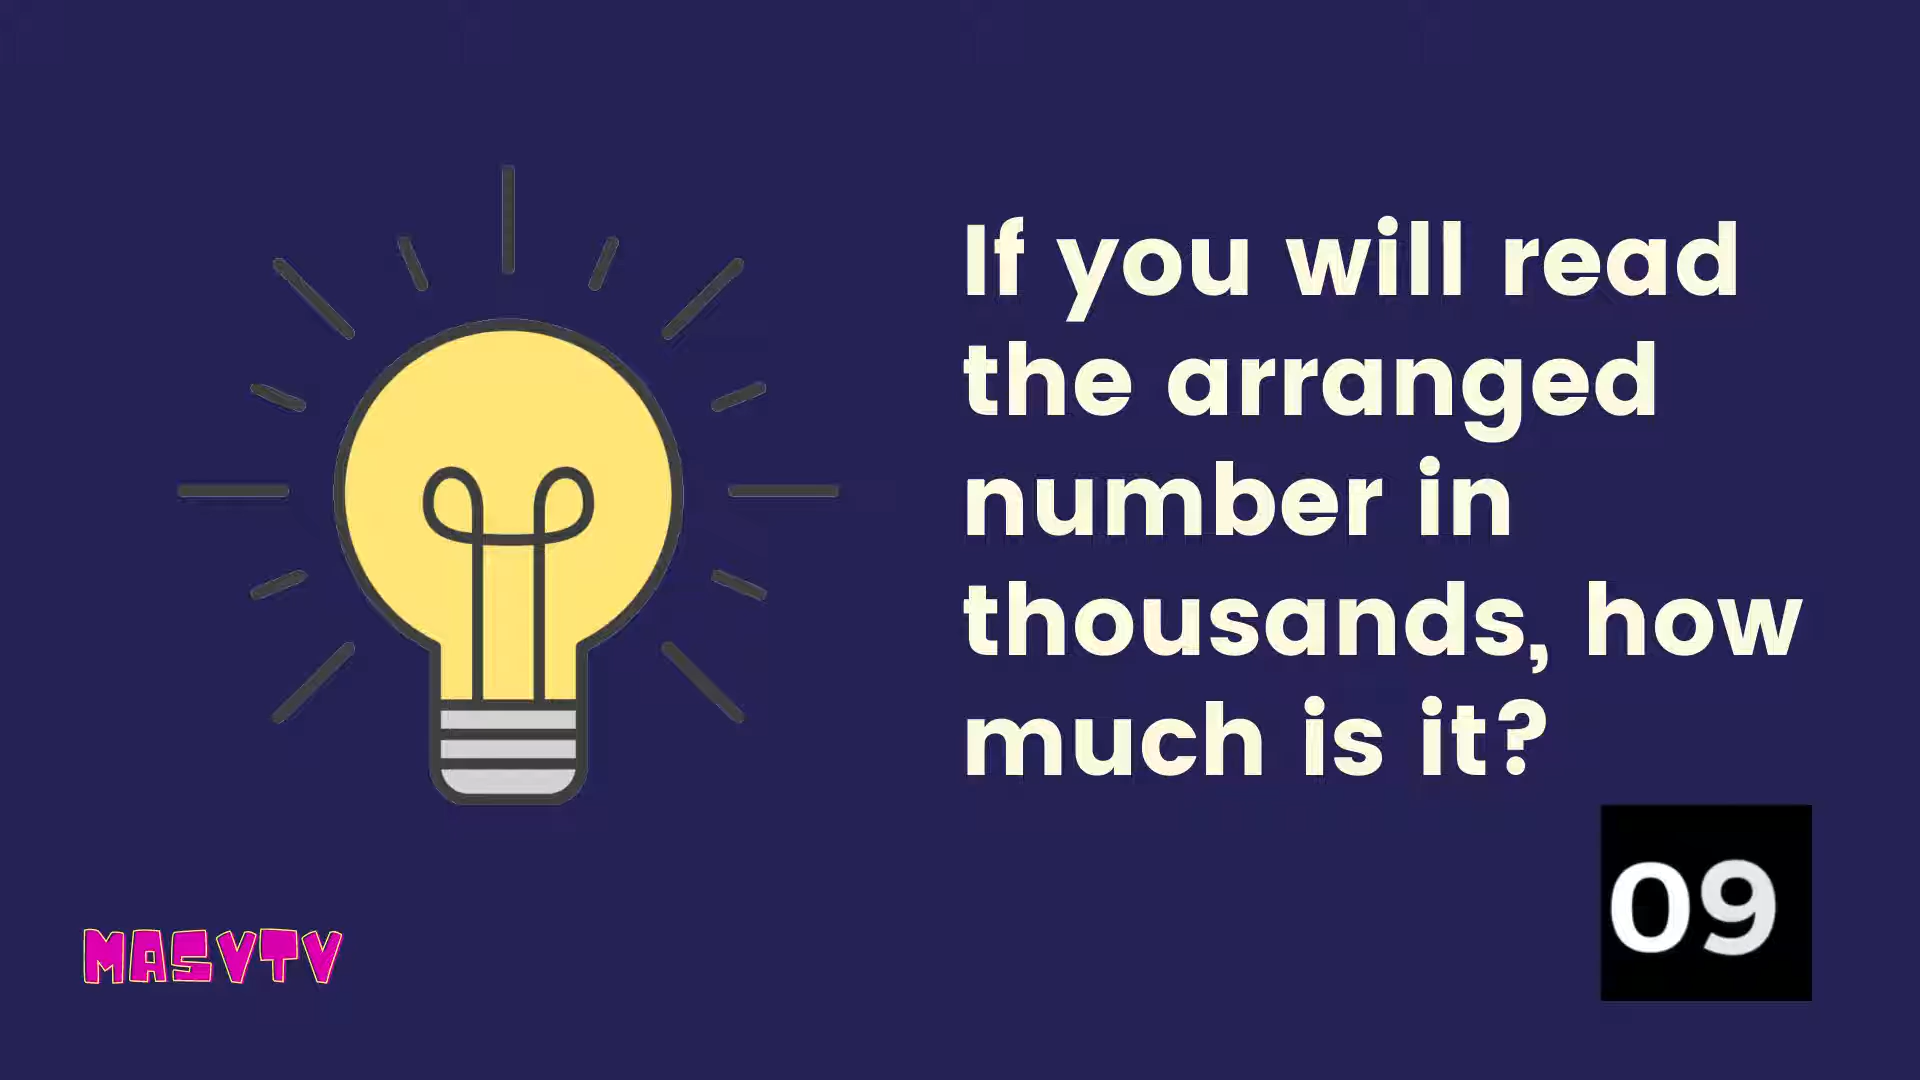 If you will read
the arranged
number in
thousands, how
much is it?
09
MASVTV